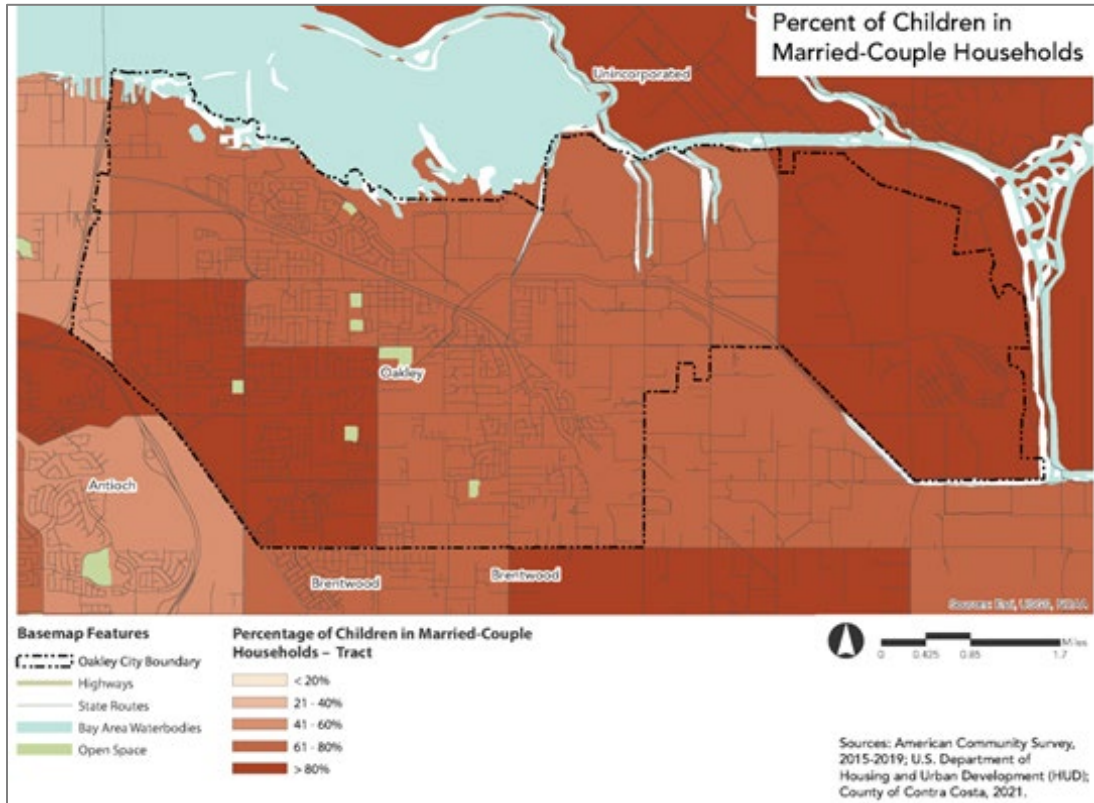 Percent of Children in
Married-Couple Households
Unincorporated
Oakley
Antioch
Brentwood
Brentwood
Sources: Esri, USGS, NOAA
Basemap Features
Oakley City Boundary
Highways
State Routes
Bay Area Waterbodies
Open Space
Percentage of Children in Married-Couple
Households – Tract
< 20%
21 - 40%
41 - 60%
61 - 80%
> 80%
Miles
0 0.425 0.85 1.7
Sources: American Community Survey,
2015-2019; U.S. Department of
Housing and Urban Development (HUD);
County of Contra Costa, 2021.